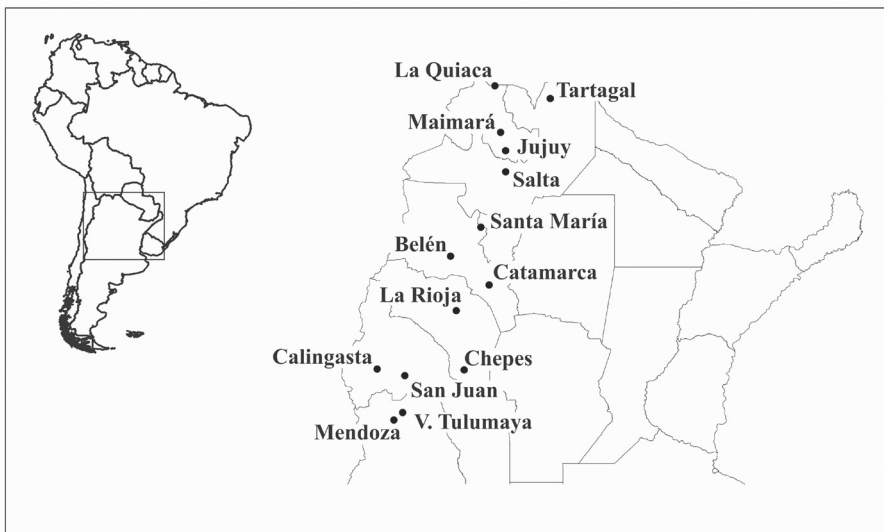 La Quiaca
Tartagal
Maimará
Jujuy
Salta
Santa María
Belén
Catamarca
La Rioja
Calingasta
Chepes
San Juan
V. Tulumaya
Mendoza